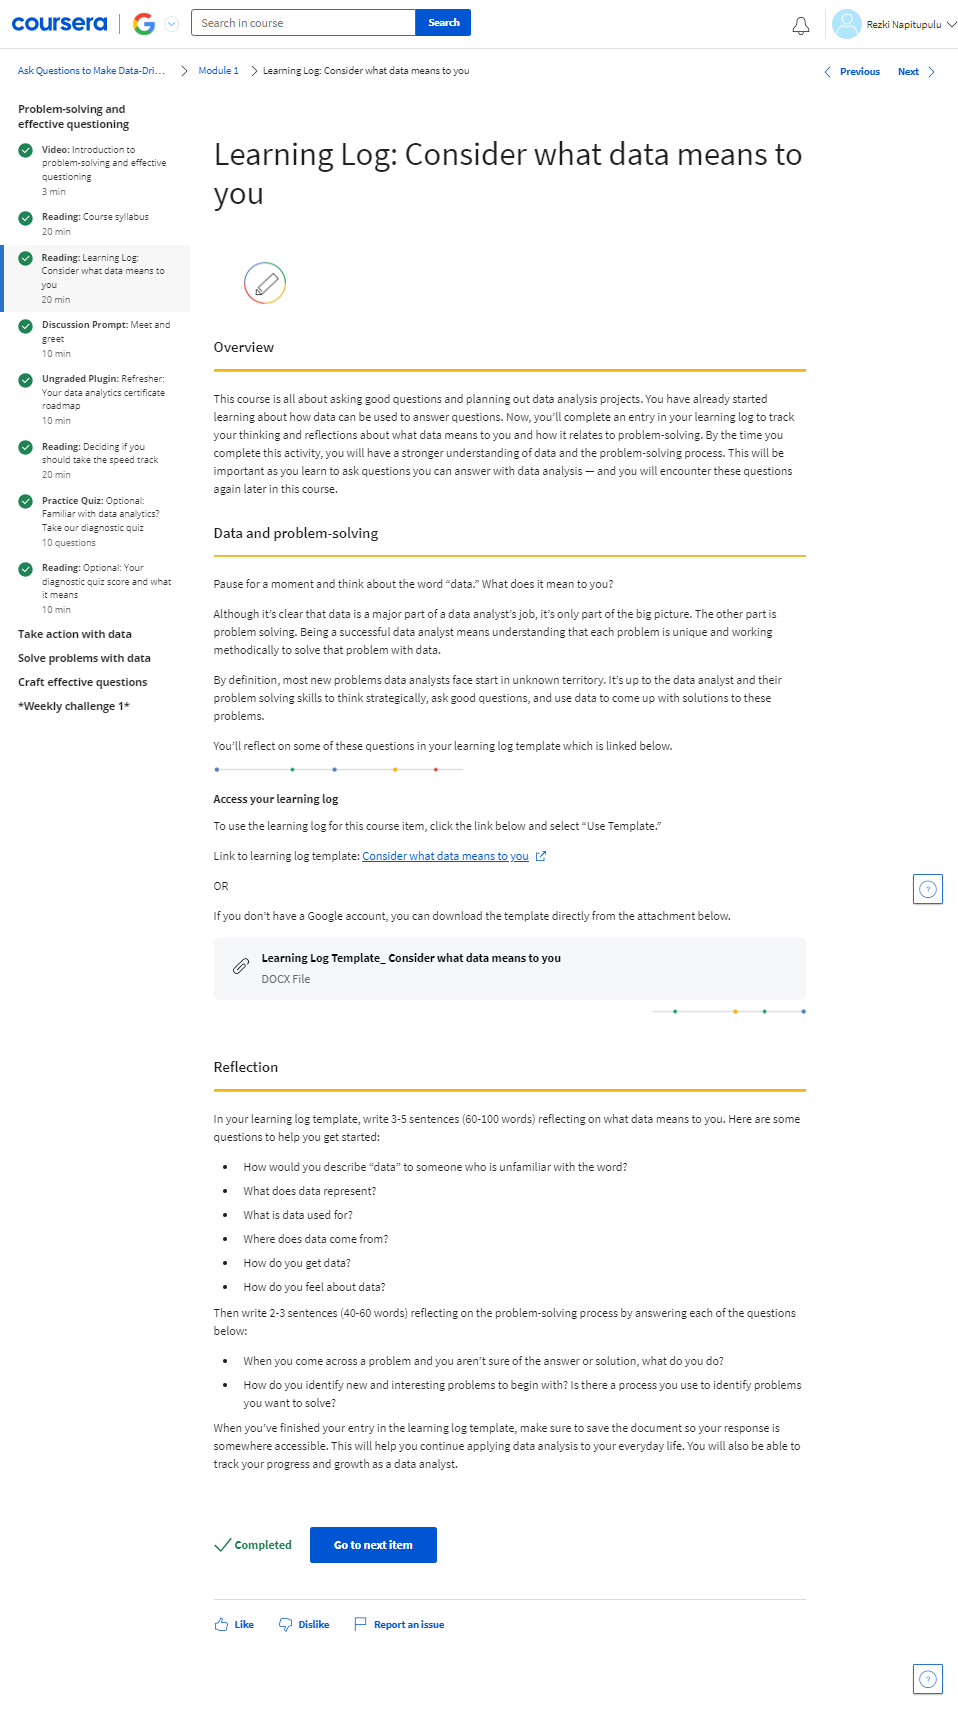 coursera
Search in course
Search
Rezki Napitupulu
Ask Questions to Make Data-Dri...
Module 1
Learning Log: Consider what data means to you
Previous
Next
Problem-solving and
effective questioning
Video: Introduction to
problem-solving and effective
questioning
3 min
Reading: Course syllabus
20 min
Reading: Learning Log:
Consider what data means to
you
20 min
Discussion Prompt: Meet and
greet
10 min
Ungraded Plugin: Refresher:
Your data analytics certificate
roadmap
10 min
Reading: Deciding if you
should take the speed track
20 min
Practice Quiz: Optional:
Familiar with data analytics?
Take our diagnostic quiz
10 questions
Reading: Optional: Your
diagnostic quiz score and what
it means
10 min
Take action with data
Solve problems with data
Craft effective questions
*Weekly challenge 1*
Learning Log: Consider what data means to
you
Overview
This course is all about asking good questions and planning out data analysis projects. You have already started
learning about how data can be used to answer questions. Now, you’ll complete an entry in your learning log to track
your thinking and reflections about what data means to you and how it relates to problem-solving. By the time you
complete this activity, you will have a stronger understanding of data and the problem-solving process. This will be
important as you learn to ask questions you can answer with data analysis — and you will encounter these questions
again later in this course.
Data and problem-solving
Pause for a moment and think about the word “data.” What does it mean to you?
Although it’s clear that data is a major part of a data analyst’s job, it’s only part of the big picture. The other part is
problem solving. Being a successful data analyst means understanding that each problem is unique and working
methodically to solve that problem with data.
By definition, most new problems data analysts face start in unknown territory. It’s up to the data analyst and their
problem solving skills to think strategically, ask good questions, and use data to come up with solutions to these
problems.
You’ll reflect on some of these questions in your learning log template which is linked below.
Access your learning log
To use the learning log for this course item, click the link below and select “Use Template.”
Link to learning log template: Consider what data means to you
OR
If you don’t have a Google account, you can download the template directly from the attachment below.
Learning Log Template_ Consider what data means to you
DOCX File
Reflection
In your learning log template, write 3-5 sentences (60-100 words) reflecting on what data means to you. Here are some
questions to help you get started:
• How would you describe “data” to someone who is unfamiliar with the word?
• What does data represent?
• What is data used for?
• Where does data come from?
• How do you get data?
• How do you feel about data?
Then write 2-3 sentences (40-60 words) reflecting on the problem-solving process by answering each of the questions
below:
• When you come across a problem and you aren’t sure of the answer or solution, what do you do?
• How do you identify new and interesting problems to begin with? Is there a process you use to identify problems
you want to solve?
When you’ve finished your entry in the learning log template, make sure to save the document so your response is
somewhere accessible. This will help you continue applying data analysis to your everyday life. You will also be able to
track your progress and growth as a data analyst.
Completed
Go to next item
Like
Dislike
Report an issue
?
?